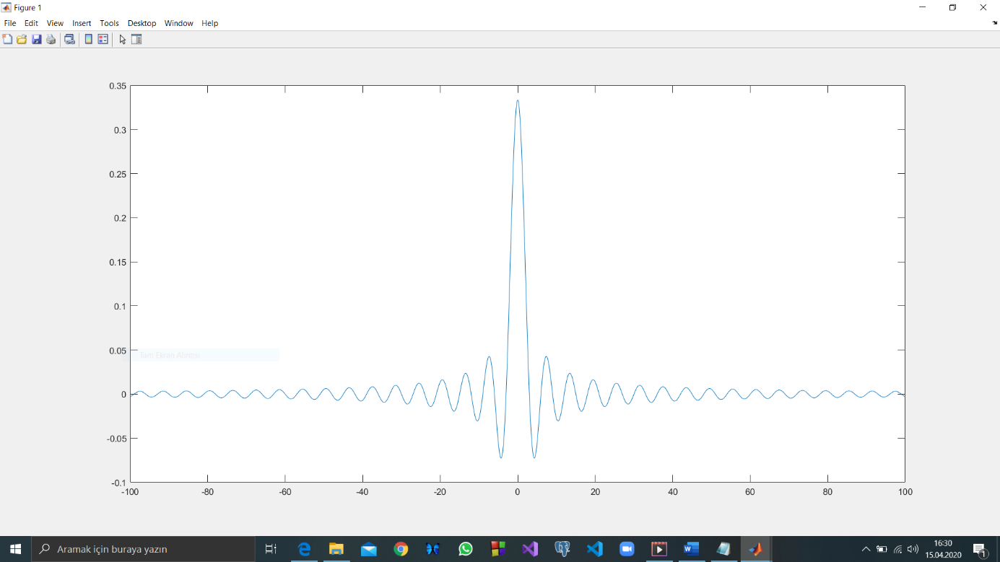 Figure 1
File Edit View Insert Tools Desktop Window Help
0.35
0.3
0.25
0.2
0.15
0.1
0.05
Tam Ekran Alıntısı
0
-0.05
-0.1
-100 -80 -60 -40 -20 0 20 40 60 80 100
Aramak için buraya yazın
16:30
15.04.2020
1